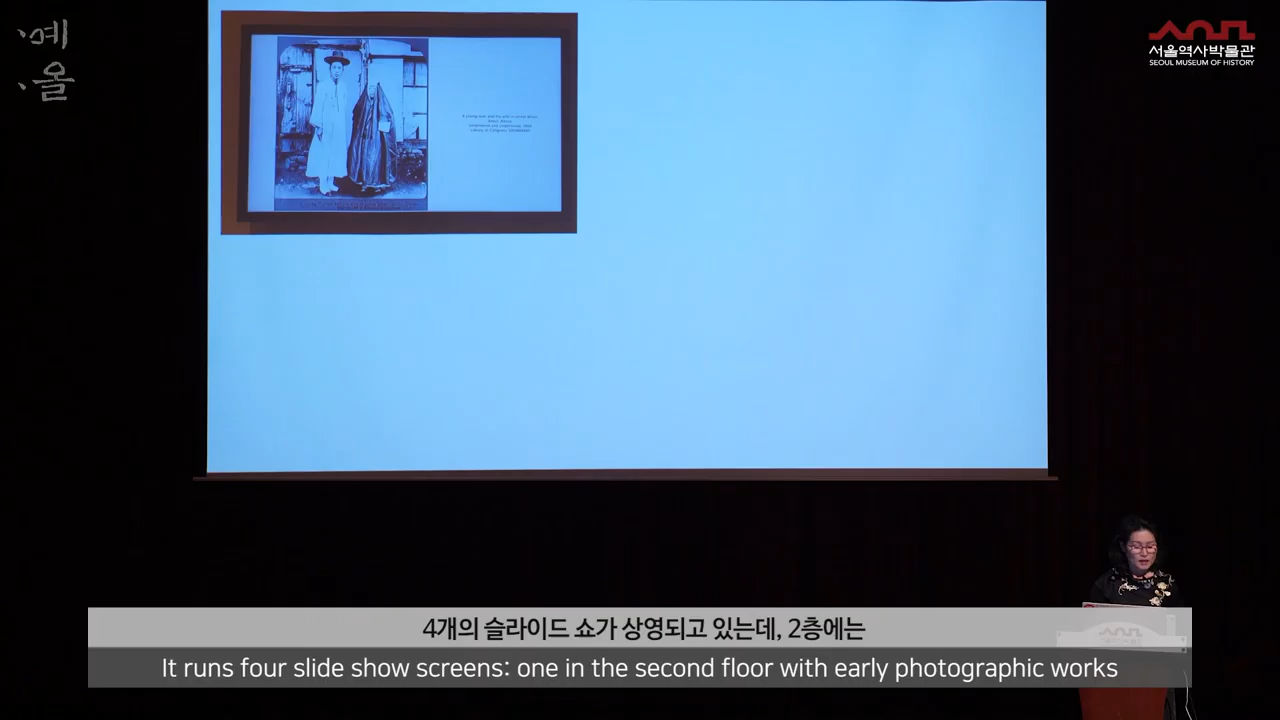 예
올
서울역사박물관
SEOUL MUSEUM OF HISTORY
4개의 슬라이드 쇼가 상영되고 있는데, 2층에는
It runs four slide show screens: one in the second floor with early photographic works